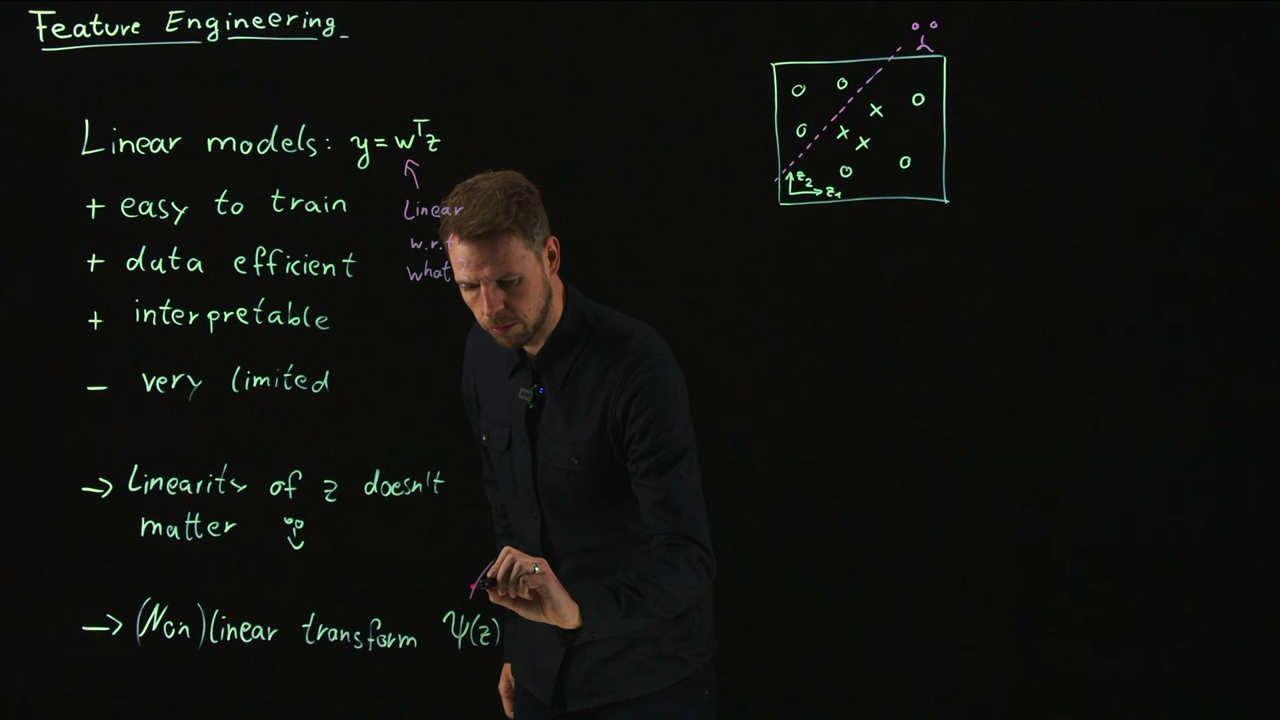 Feature Engineering
Linear models: y = wᵀz
+ easy to train
Linear
w.r.t.
what
+ data efficient
+ interpretable
- very limited
→ Linearity of z doesn't
matter
→ (Non)linear transform Ψ(z)
z₂
z₁